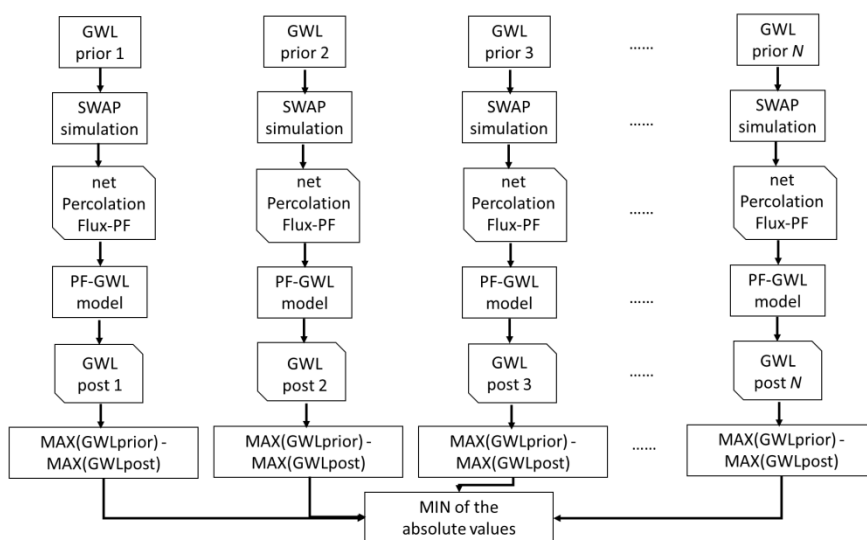 GWL
prior 1
GWL
prior 2
GWL
prior 3
......
GWL
prior N
SWAP
simulation
SWAP
simulation
SWAP
simulation
......
SWAP
simulation
net
Percolation
Flux-PF
net
Percolation
Flux-PF
net
Percolation
Flux-PF
......
net
Percolation
Flux-PF
PF-GWL
model
PF-GWL
model
PF-GWL
model
......
PF-GWL
model
GWL
post 1
GWL
post 2
GWL
post 3
......
GWL
post N
MAX(GWLprior) -
MAX(GWLpost)
MAX(GWLprior) -
MAX(GWLpost)
MAX(GWLprior) -
MAX(GWLpost)
......
MAX(GWLprior) -
MAX(GWLpost)
MIN of the
absolute values